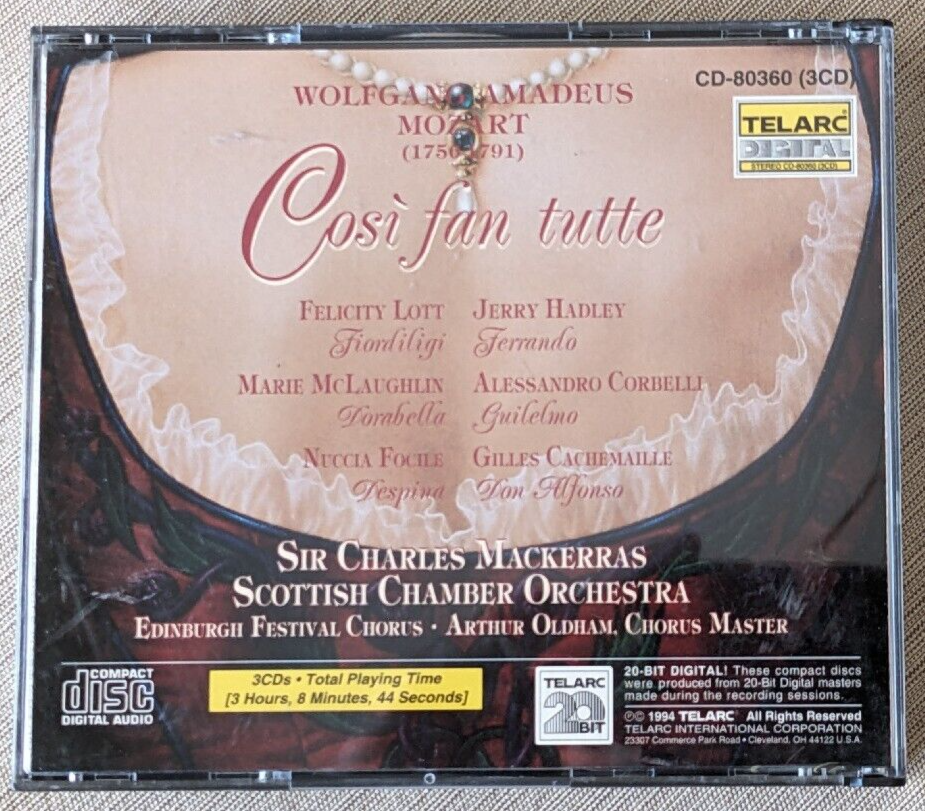 CD-80360 (3CD)
WOLFGANG AMADEUS
MOZART
(1756-1791)
TELARC®
DIGITAL
STEREO CD-80360 (3CD)
Così fan tutte
FELICITY LOTT JERRY HADLEY
Fiordiligi Ferrando
MARIE MCLAUGHLIN ALESSANDRO CORBELLI
Dorabella Guilelmo
NUCCIA FOCILE GILLES CACHEMAILLE
Despina Don Alfonso
SIR CHARLES MACKERRAS
SCOTTISH CHAMBER ORCHESTRA
EDINBURGH FESTIVAL CHORUS • ARTHUR OLDHAM, CHORUS MASTER
COMPACT
disc
DIGITAL AUDIO
3CDs • Total Playing Time
[3 Hours, 8 Minutes, 44 Seconds]
TELARC
20
BIT
20-BIT DIGITAL! These compact discs
were produced from 20-Bit Digital masters
made during the recording sessions.
℗© 1994 TELARC® All Rights Reserved
TELARC INTERNATIONAL CORPORATION
23307 Commerce Park Road • Cleveland, OH 44122 U.S.A.